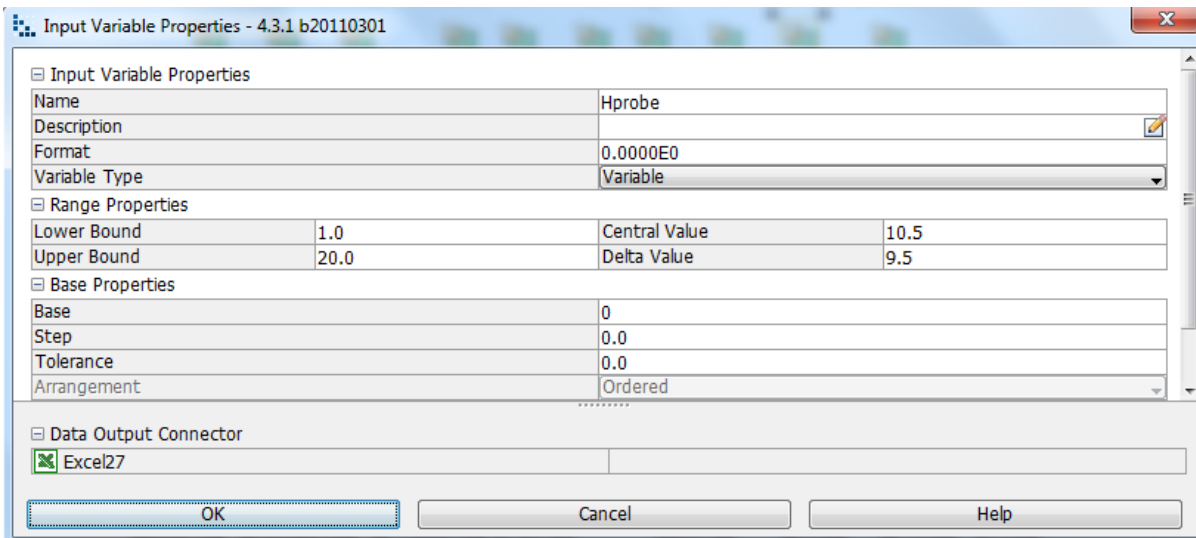 Input Variable Properties - 4.3.1 b20110301
Input Variable Properties
Name Hprobe
Description
Format 0.0000E0
Variable Type Variable
Range Properties
Lower Bound 1.0 Central Value 10.5
Upper Bound 20.0 Delta Value 9.5
Base Properties
Base 0
Step 0.0
Tolerance 0.0
Arrangement Ordered
Data Output Connector
Excel27
OK Cancel Help